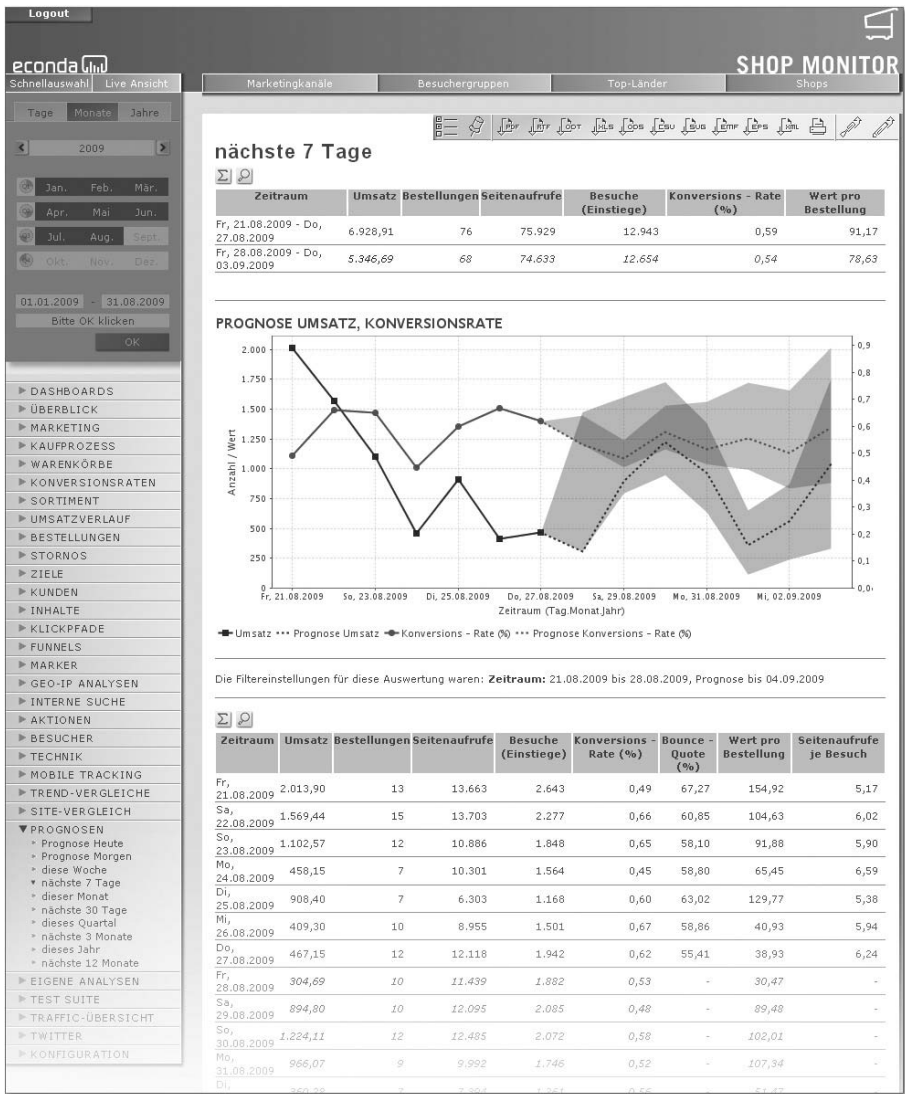 Logout
econda
SHOP MONITOR
Schnellauswahl Live Ansicht
Marketingkanäle Besuchergruppen Top-Länder Shops
Tage Monate Jahre
2009
Jan. Feb. Mär.
Apr. Mai Jun.
Jul. Aug. Sept.
Okt. Nov. Dez.
01.01.2009 - 31.08.2009
Bitte OK klicken
OK
DASHBOARDS
ÜBERBLICK
MARKETING
KAUFPROZESS
WARENKÖRBE
KONVERSIONSRATEN
SORTIMENT
UMSATZVERLAUF
BESTELLUNGEN
STORNOS
ZIELE
KUNDEN
INHALTE
KLICKPFADE
FUNNELS
MARKER
GEO-IP ANALYSEN
INTERNE SUCHE
AKTIONEN
BESUCHER
TECHNIK
MOBILE TRACKING
TREND-VERGLEICHE
SITE-VERGLEICH
PROGNOSEN
Prognose Heute
Prognose Morgen
diese Woche
nächste 7 Tage
dieser Monat
nächste 30 Tage
dieses Quartal
nächste 3 Monate
dieses Jahr
nächste 12 Monate
EIGENE ANALYSEN
TEST SUITE
TRAFFIC-ÜBERSICHT
TWITTER
KONFIGURATION
PDF RTF ODT XLS ODS CSV SVG EMF EPS XML
nächste 7 Tage
Σ
Zeitraum Umsatz Bestellungen Seitenaufrufe Besuche (Einstiege) Konversions - Rate (%) Wert pro Bestellung
Fr, 21.08.2009 - Do, 27.08.2009 6.928,91 76 75.929 12.943 0,59 91,17
Fr, 28.08.2009 - Do, 03.09.2009 5.346,69 68 74.633 12.654 0,54 78,63
PROGNOSE UMSATZ, KONVERSIONSRATE
Anzahl / Wert
2.000
1.750
1.500
1.250
1.000
750
500
250
0
0,9
0,8
0,7
0,6
0,5
0,4
0,3
0,2
0,1
0,0
Fr, 21.08.2009 So, 23.08.2009 Di, 25.08.2009 Do, 27.08.2009 Sa, 29.08.2009 Mo, 31.08.2009 Mi, 02.09.2009
Zeitraum (Tag.Monat.Jahr)
Umsatz Prognose Umsatz Konversions - Rate (%) Prognose Konversions - Rate (%)
Die Filtereinstellungen für diese Auswertung waren: Zeitraum: 21.08.2009 bis 28.08.2009, Prognose bis 04.09.2009
Σ
Zeitraum Umsatz Bestellungen Seitenaufrufe Besuche (Einstiege) Konversions - Rate (%) Bounce - Quote (%) Wert pro Bestellung Seitenaufrufe je Besuch
Fr, 21.08.2009 2.013,90 13 13.663 2.643 0,49 67,27 154,92 5,17
Sa, 22.08.2009 1.569,44 15 13.703 2.277 0,66 60,85 104,63 6,02
So, 23.08.2009 1.102,57 12 10.886 1.848 0,65 58,10 91,88 5,90
Mo, 24.08.2009 458,15 7 10.301 1.564 0,45 58,80 65,45 6,59
Di, 25.08.2009 908,40 7 6.303 1.168 0,60 63,02 129,77 5,38
Mi, 26.08.2009 409,30 10 8.955 1.501 0,67 58,86 40,93 5,94
Do, 27.08.2009 467,15 12 12.118 1.942 0,62 55,41 38,93 6,24
Fr, 28.08.2009 304,69 10 11.439 1.882 0,53 - 30,47 -
Sa, 29.08.2009 894,80 10 12.095 2.085 0,48 - 89,48 -
So, 30.08.2009 1.224,11 12 12.485 2.072 0,58 - 102,01 -
Mo, 31.08.2009 966,07 9 9.992 1.746 0,52 - 107,34 -
Di,